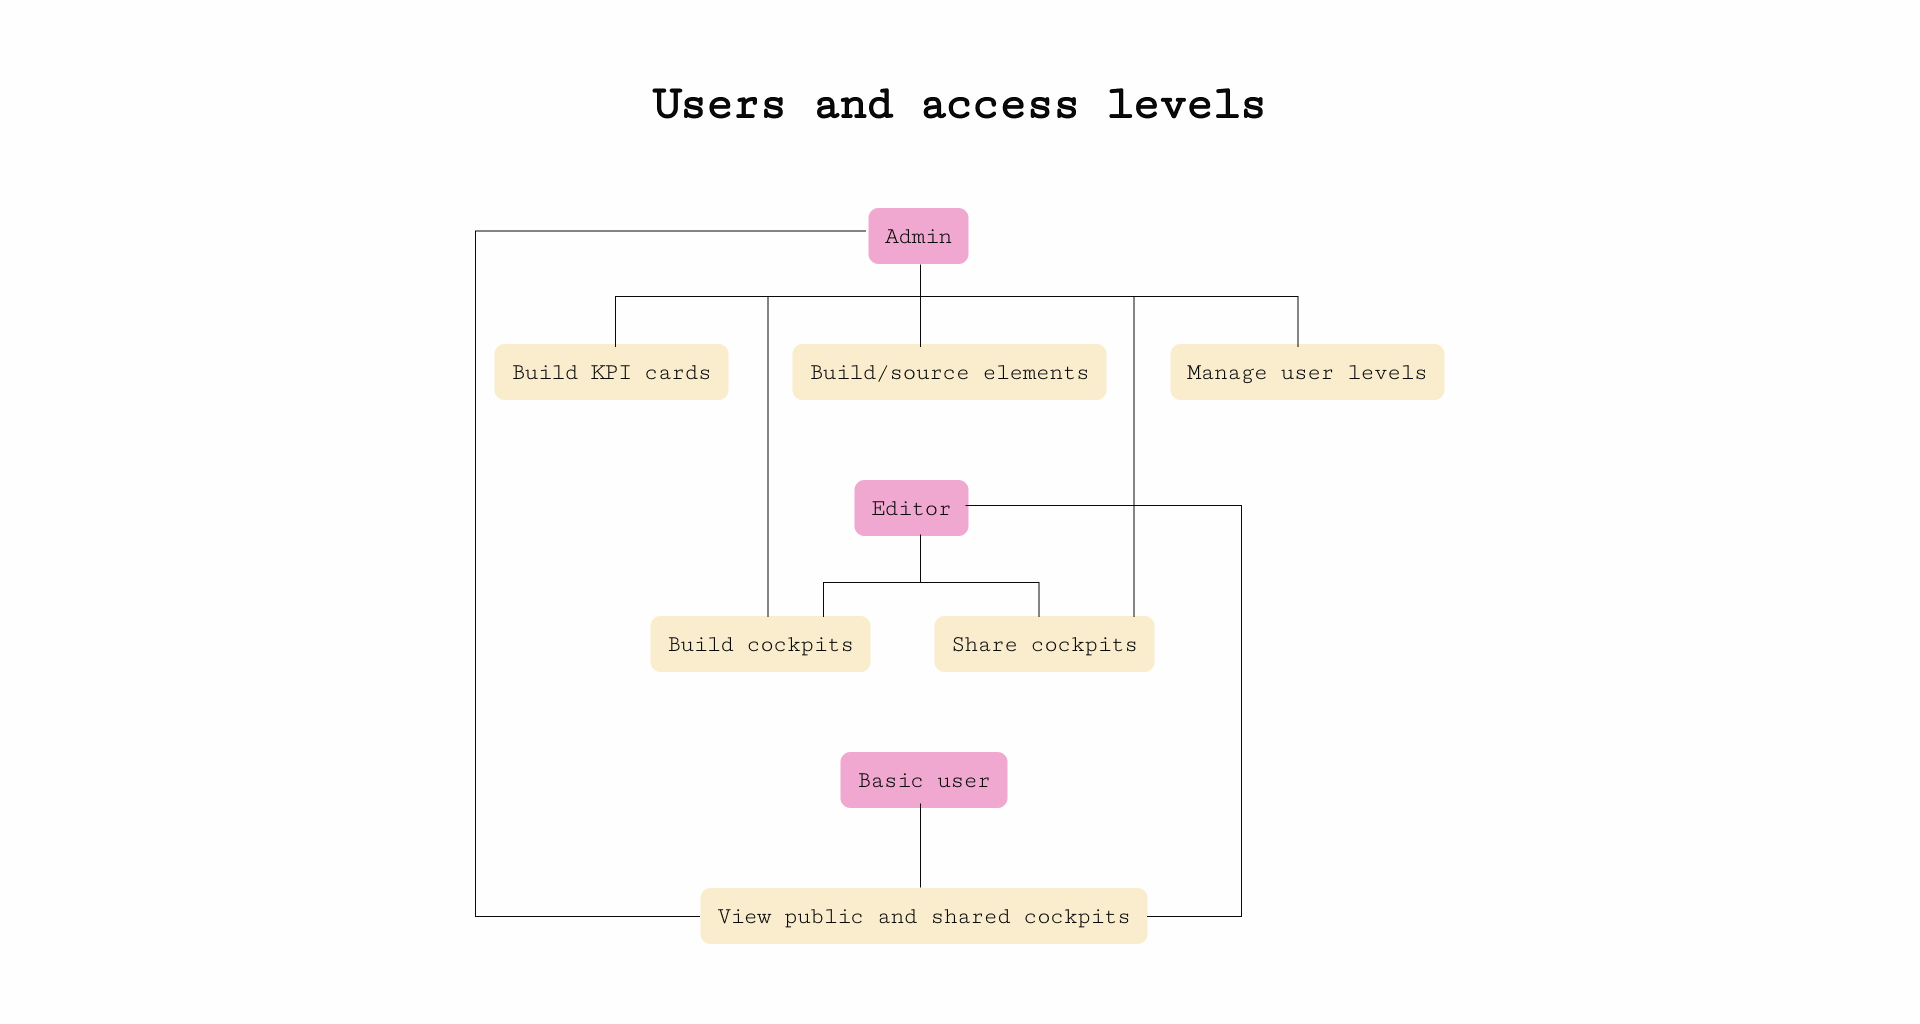 Users and access levels
Admin
Build KPI cards
Build/source elements
Manage user levels
Editor
Build cockpits
Share cockpits
Basic user
View public and shared cockpits